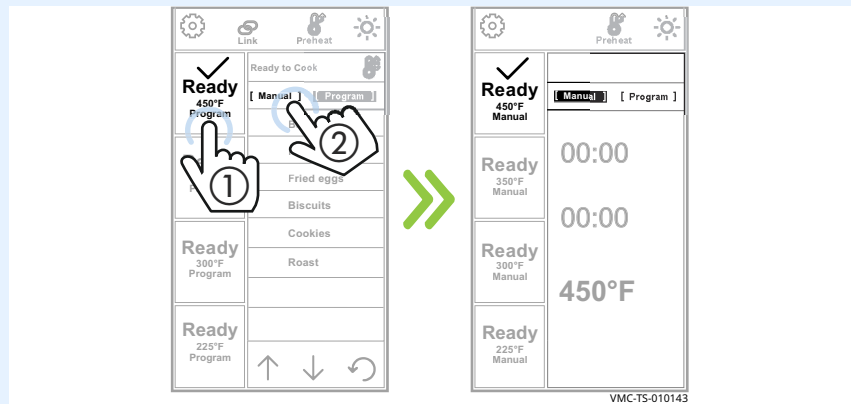 Link
Preheat
Ready
450°F
Program
Ready to Cook
[ Manual ] [ Program ]
1
2
Fried eggs
Biscuits
Cookies
Roast
Ready
300°F
Program
Ready
225°F
Program
Preheat
Ready
450°F
Manual
[ Manual ] [ Program ]
Ready
350°F
Manual
Ready
300°F
Manual
Ready
225°F
Manual
00:00
00:00
450°F
VMC-TS-010143